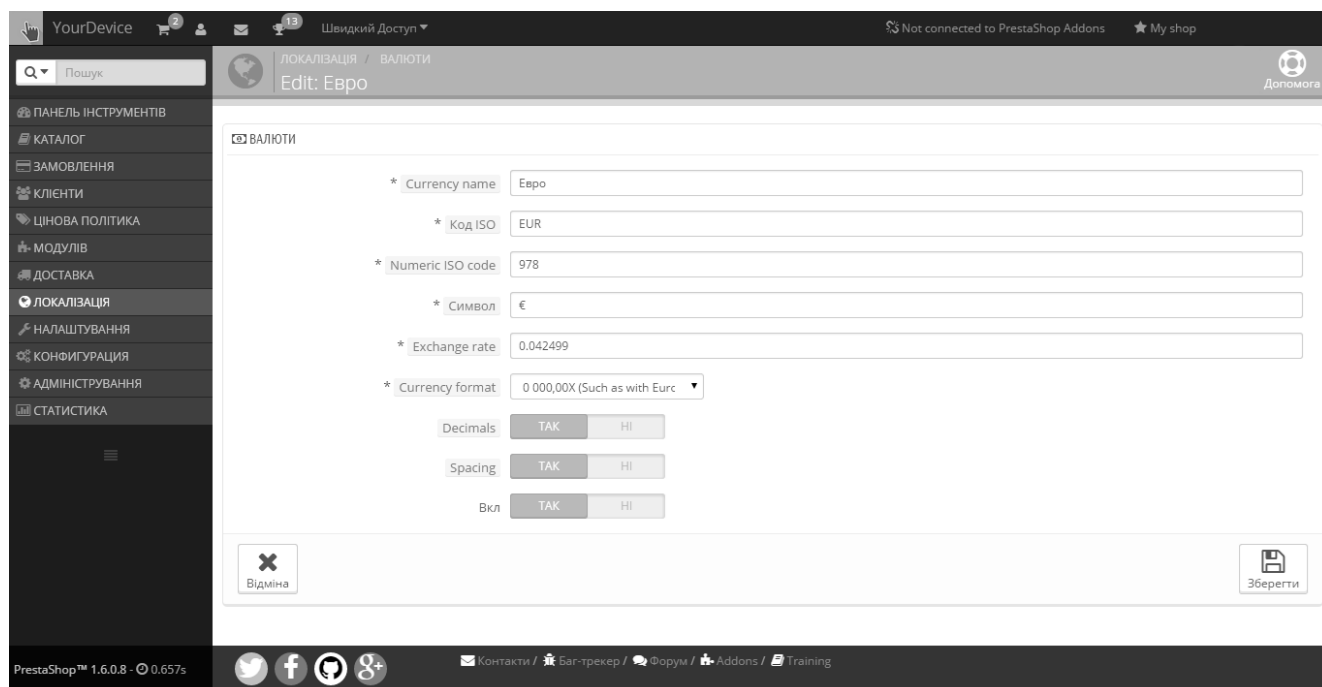 YourDevice 2 13 Швидкий Доступ Not connected to PrestaShop Addons My shop
Пошук
ЛОКАЛІЗАЦІЯ / ВАЛЮТИ
Edit: Евро
Допомога
ПАНЕЛЬ ІНСТРУМЕНТІВ
КАТАЛОГ
ЗАМОВЛЕННЯ
КЛІЄНТИ
ЦІНОВА ПОЛІТИКА
МОДУЛІВ
ДОСТАВКА
ЛОКАЛІЗАЦІЯ
НАЛАШТУВАННЯ
КОНФИГУРАЦИЯ
АДМІНІСТРУВАННЯ
СТАТИСТИКА
ВАЛЮТИ
* Currency name Евро
* Код ISO EUR
* Numeric ISO code 978
* Символ €
* Exchange rate 0.042499
* Currency format 0 000,00X (Such as with Eurc
Decimals ТАК НІ
Spacing ТАК НІ
Вкл ТАК НІ
Відміна
Зберегти
PrestaShop™ 1.6.0.8 - 0.657s
Контакти / Баг-трекер / Форум / Addons / Training